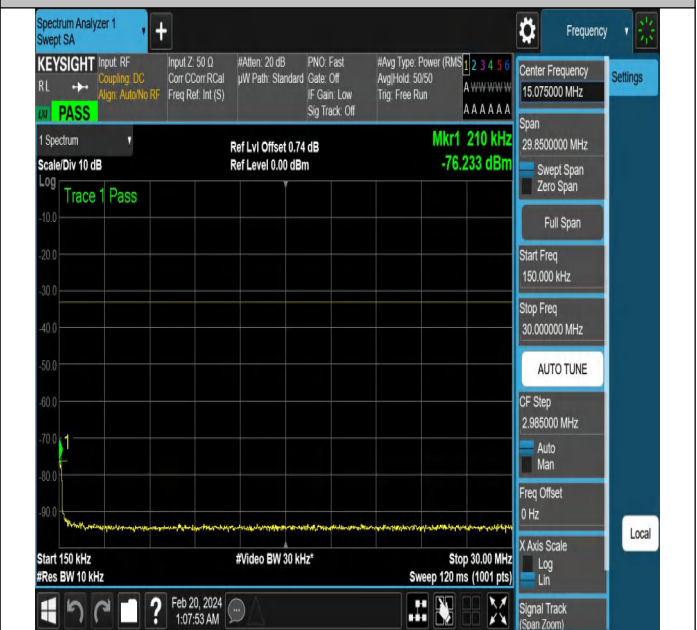 Spectrum Analyzer 1
Swept SA
+
Frequency
KEYSIGHT
RL
PASS
Input: RF
Coupling: DC
Align: Auto/No RF
Input Z: 50 Ω
Corr CCorr RCal
Freq Ref: Int (S)
#Atten: 20 dB
µW Path: Standard
PNO: Fast
Gate: Off
IF Gain: Low
Sig Track: Off
#Avg Type: Power (RMS
Avg|Hold: 50/50
Trig: Free Run
1 2 3 4 5 6
A W W W W W
A A A A A A
1 Spectrum
Scale/Div 10 dB
Ref Lvl Offset 0.74 dB
Ref Level 0.00 dBm
Mkr1 210 kHz
-76.233 dBm
Log
Trace 1 Pass
-10.0
-20.0
-30.0
-40.0
-50.0
-60.0
-70.0
1
-80.0
-90.0
Start 150 kHz
#Video BW 30 kHz*
Stop 30.00 MHz
#Res BW 10 kHz
Sweep 120 ms (1001 pts)
Center Frequency
15.075000 MHz
Settings
Span
29.8500000 MHz
Swept Span
Zero Span
Full Span
Start Freq
150.000 kHz
Stop Freq
30.000000 MHz
AUTO TUNE
CF Step
2.985000 MHz
Auto
Man
Freq Offset
0 Hz
X Axis Scale
Log
Lin
Local
Signal Track
(Span Zoom)
?
Feb 20, 2024
1:07:53 AM